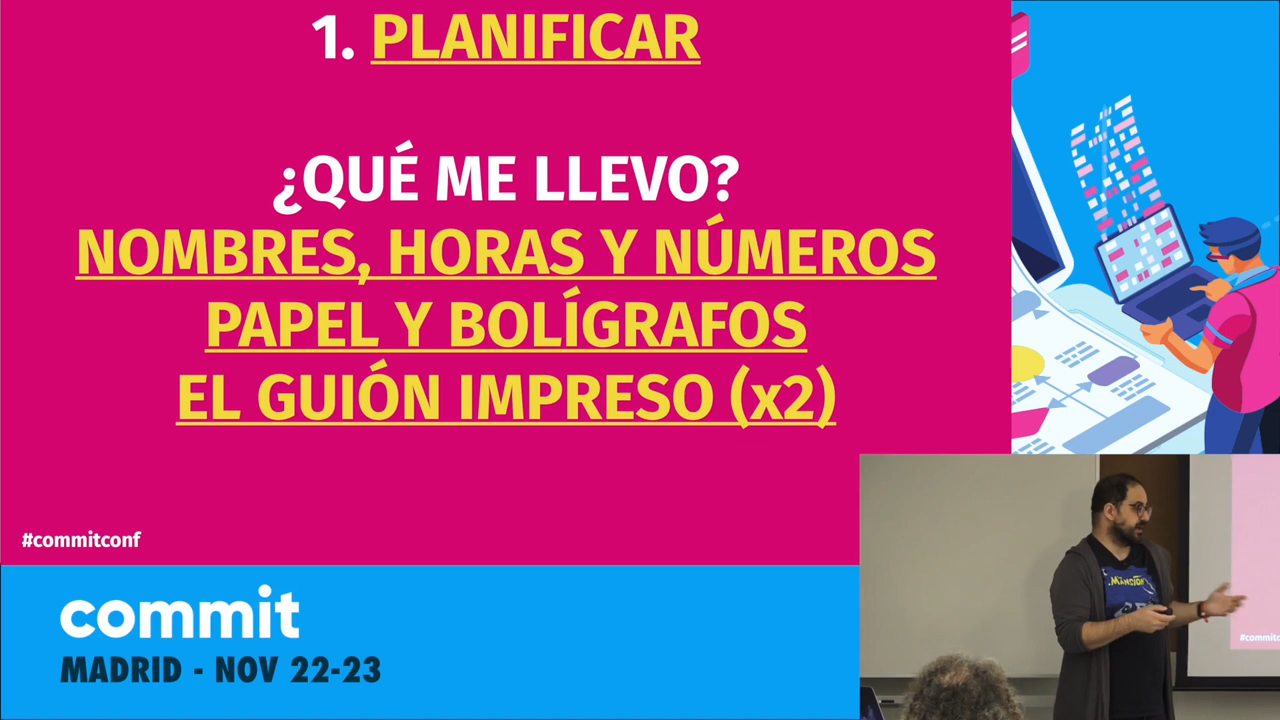 1. PLANIFICAR
¿QUÉ ME LLEVO?
NOMBRES, HORAS Y NÚMEROS
PAPEL Y BOLÍGRAFOS
EL GUIÓN IMPRESO (x2)
#commitconf
commit
MADRID - NOV 22-23